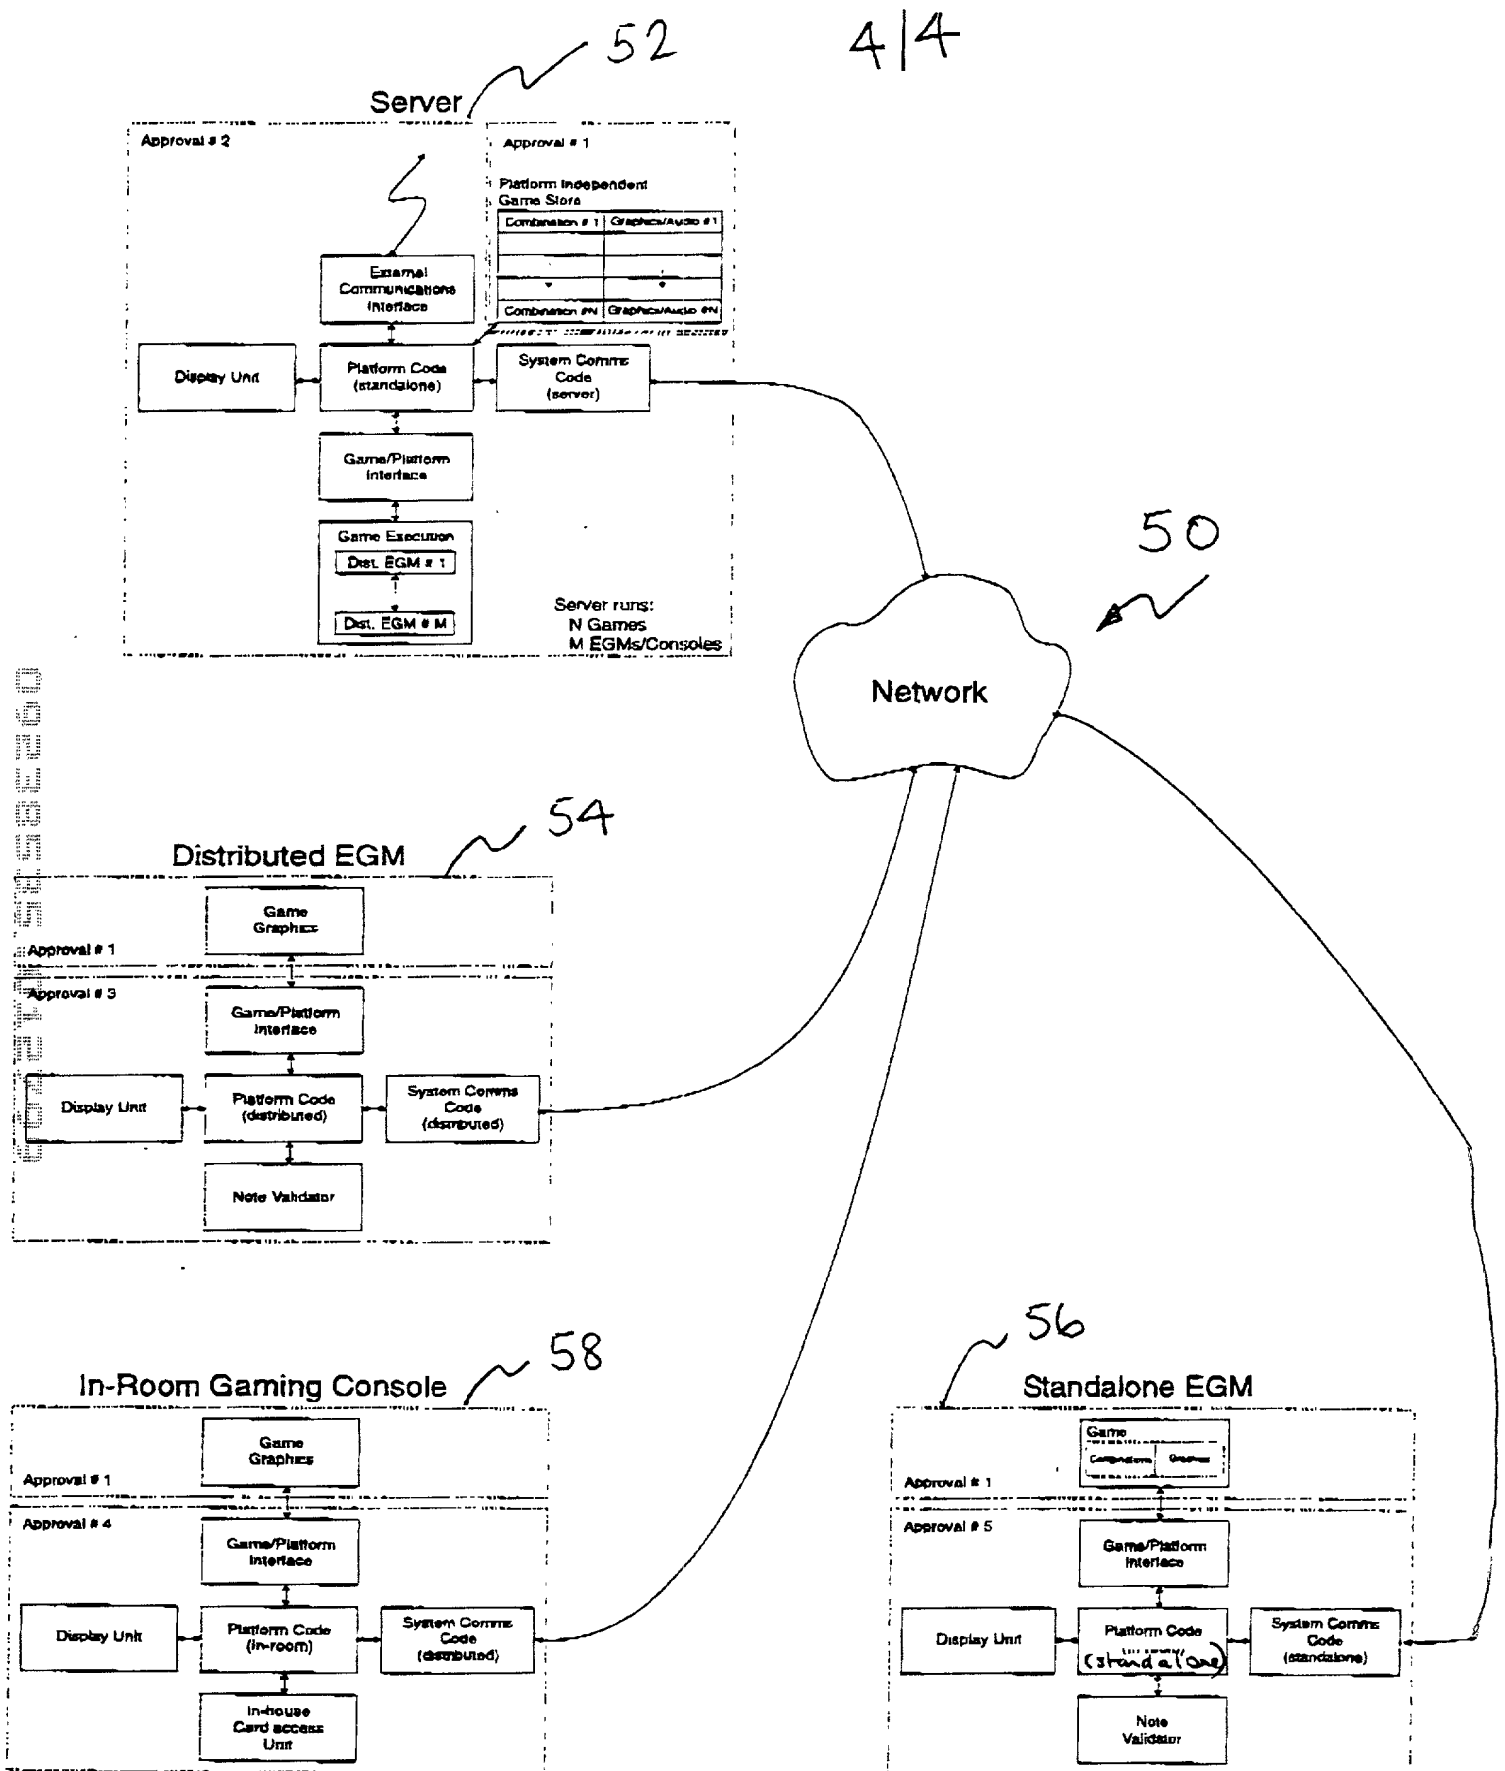 52
4|4
Server
Approval # 2
Approval # 1
Platform Independent
Game Store
Combination # 1
Graphics/Audio # 1
Combination #N
Graphics/Audio #N
External
Communications
Interface
Display Unit
Platform Code
(standalone)
System Comms
Code
(server)
Game/Platform
Interface
Game Execution
Dist. EGM # 1
Dist. EGM # M
Server runs:
N Games
M EGMs/Consoles
50
Network
54
Distributed EGM
Game
Graphics
Approval # 1
Approval # 3
Game/Platform
Interface
Display Unit
Platform Code
(distributed)
System Comms
Code
(distributed)
Note Validator
58
In-Room Gaming Console
Game
Graphics
Approval # 1
Approval # 4
Game/Platform
Interface
Display Unit
Platform Code
(in-room)
System Comms
Code
(distributed)
In-house
Card access
Unit
56
Standalone EGM
Game
Combinations
Graphics
Approval # 1
Approval # 5
Game/Platform
Interface
Display Unit
Platform Code
(standalone)
System Comms
Code
(standalone)
Note
Validator